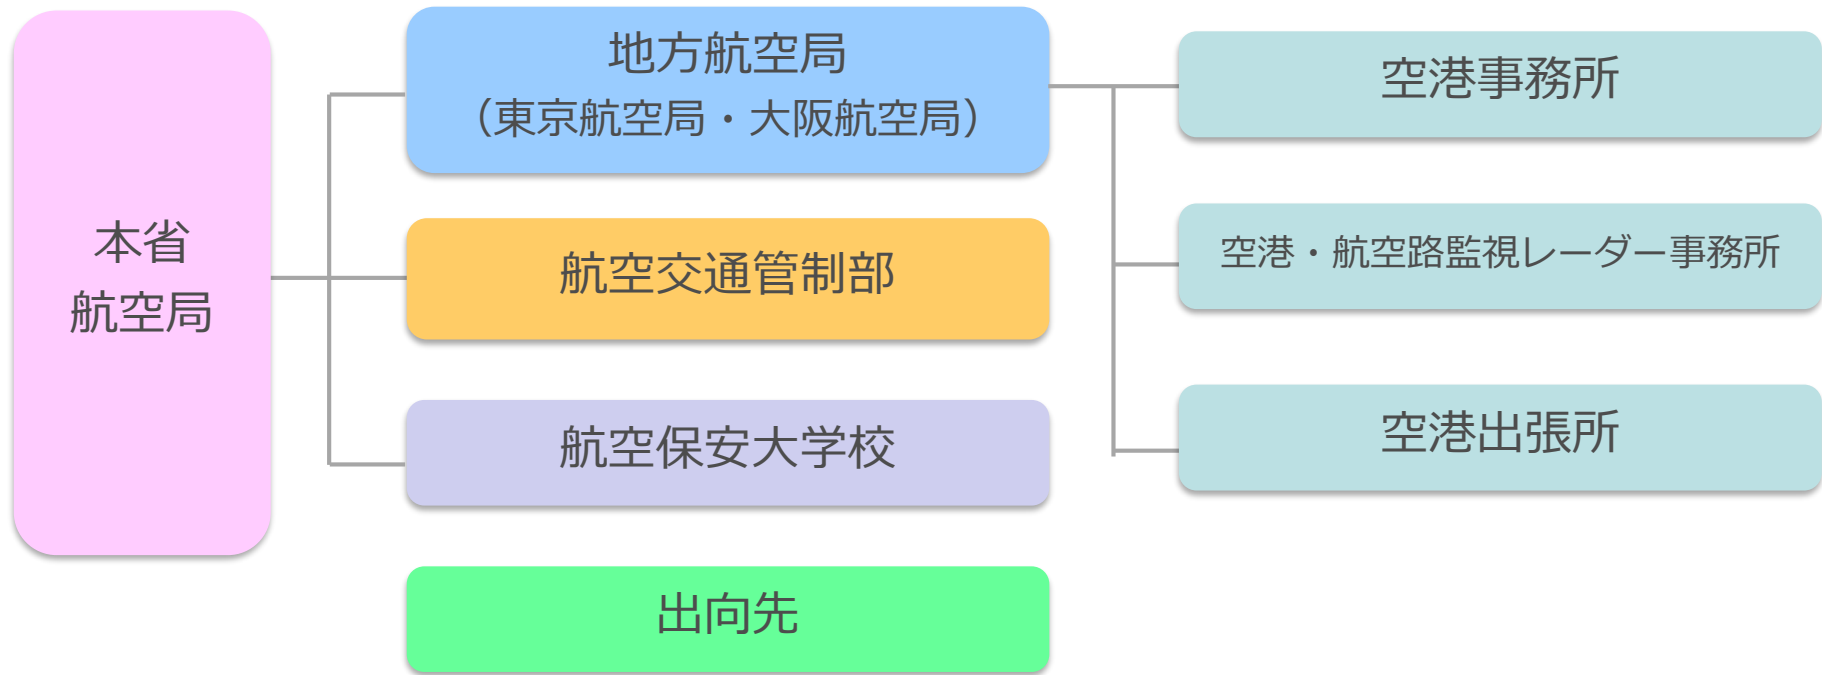 本省
航空局
地方航空局
（東京航空局・大阪航空局）
航空交通管制部
航空保安大学校
出向先
空港事務所
空港・航空路監視レーダー事務所
空港出張所